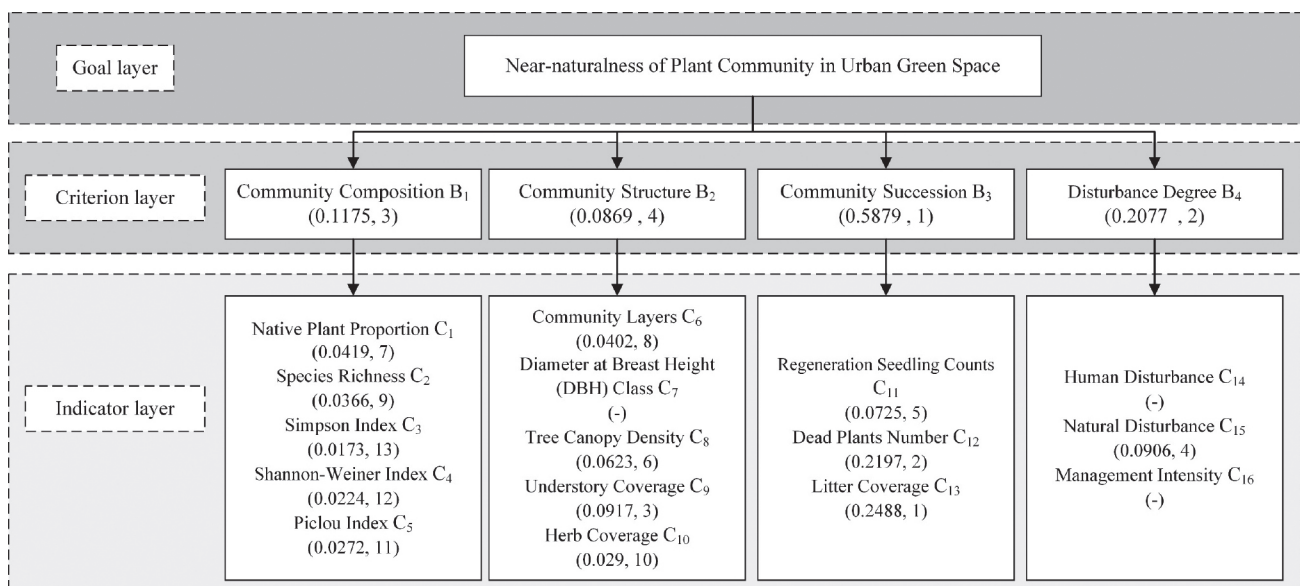 Goal layer
Near-naturalness of Plant Community in Urban Green Space
Criterion layer
Community Composition B₁
(0.1175, 3)
Community Structure B₂
(0.0869 , 4)
Community Succession B₃
(0.5879 , 1)
Disturbance Degree B₄
(0.2077 , 2)
Indicator layer
Native Plant Proportion C₁
(0.0419, 7)
Species Richness C₂
(0.0366, 9)
Simpson Index C₃
(0.0173, 13)
Shannon-Weiner Index C₄
(0.0224, 12)
Piclou Index C₅
(0.0272, 11)
Community Layers C₆
(0.0402, 8)
Diameter at Breast Height
(DBH) Class C₇
(-)
Tree Canopy Density C₈
(0.0623, 6)
Understory Coverage C₉
(0.0917, 3)
Herb Coverage C₁₀
(0.029, 10)
Regeneration Seedling Counts
C₁₁
(0.0725, 5)
Dead Plants Number C₁₂
(0.2197, 2)
Litter Coverage C₁₃
(0.2488, 1)
Human Disturbance C₁₄
(-)
Natural Disturbance C₁₅
(0.0906, 4)
Management Intensity C₁₆
(-)